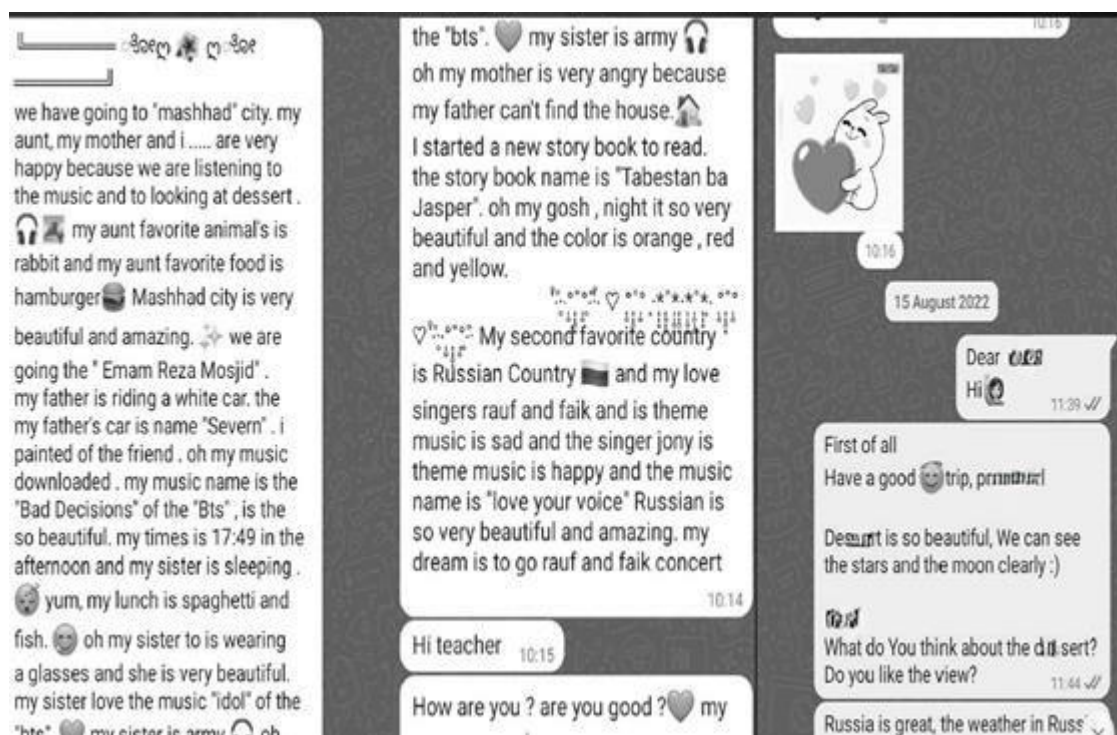 we have going to "mashhad" city. my
aunt, my mother and i ..... are very
happy because we are listening to
the music and to looking at dessert .
my aunt favorite animal's is
rabbit and my aunt favorite food is
hamburger Mashhad city is very
beautiful and amazing. we are
going the " Emam Reza Mosjid" .
my father is riding a white car. the
my father's car is name "Severn" . i
painted of the friend . oh my music
downloaded . my music name is the
"Bad Decisions" of the "Bts" , is the
so beautiful. my times is 17:49 in the
afternoon and my sister is sleeping .
yum, my lunch is spaghetti and
fish. oh my sister to is wearing
a glasses and she is very beautiful.
my sister love the music "idol" of the
"bts". my sister is army oh
the "bts". my sister is army
oh my mother is very angry because
my father can't find the house.
I started a new story book to read.
the story book name is "Tabestan ba
Jasper". oh my gosh , night it so very
beautiful and the color is orange , red
and yellow.
My second favorite country
is Russian Country and my love
singers rauf and faik and is theme
music is sad and the singer jony is
theme music is happy and the music
name is "love your voice" Russian is
so very beautiful and amazing. my
dream is to go rauf and faik concert
10:14
Hi teacher 10:15
How are you ? are you good ? my
10:16
10:16
15 August 2022
Dear
Hi
11:39
First of all
Have a good trip,
is so beautiful, We can see
the stars and the moon clearly :)
What do You think about the
Do you like the view?
11:44
Russia is great, the weather in Russ